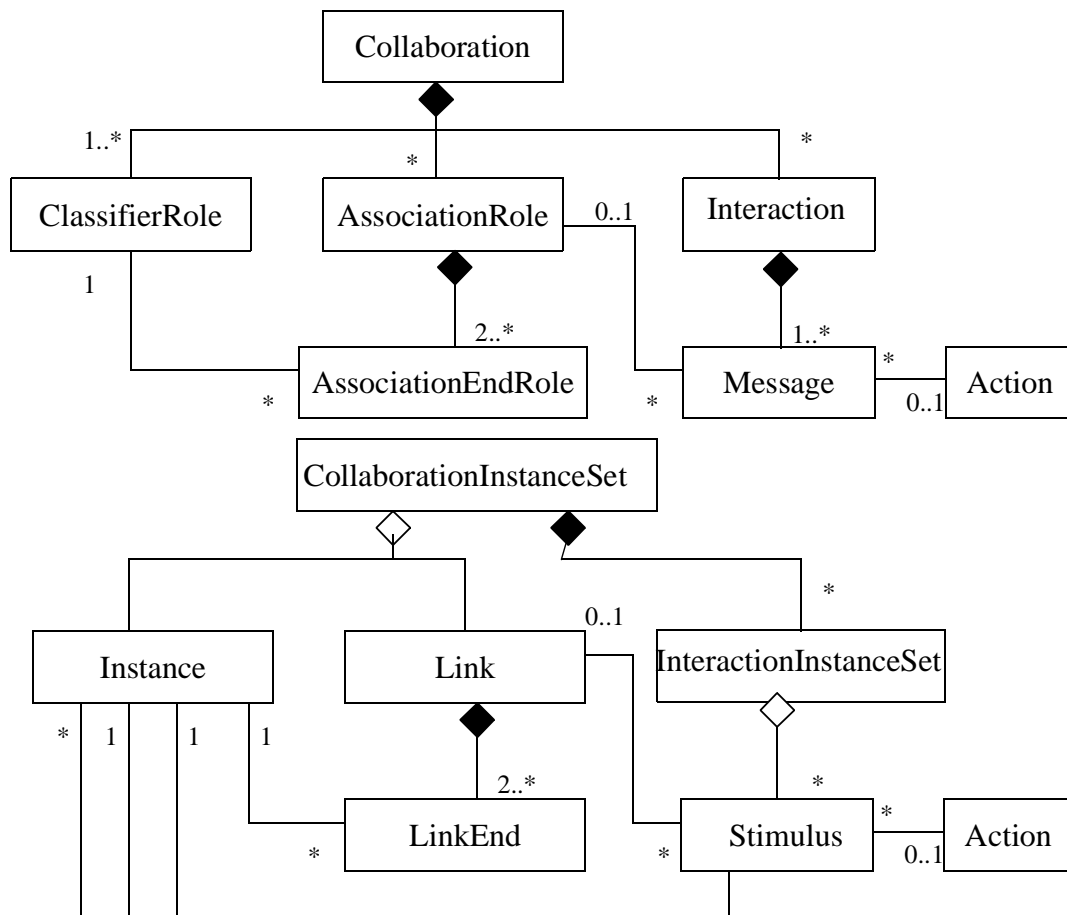 Collaboration
1..*
*
*
ClassifierRole
AssociationRole
0..1
Interaction
1
2..*
1..*
AssociationEndRole
*
*
Message
*
0..1
Action
CollaborationInstanceSet
*
0..1
Instance
Link
InteractionInstanceSet
*
1
1
1
2..*
*
LinkEnd
*
*
Stimulus
*
0..1
Action